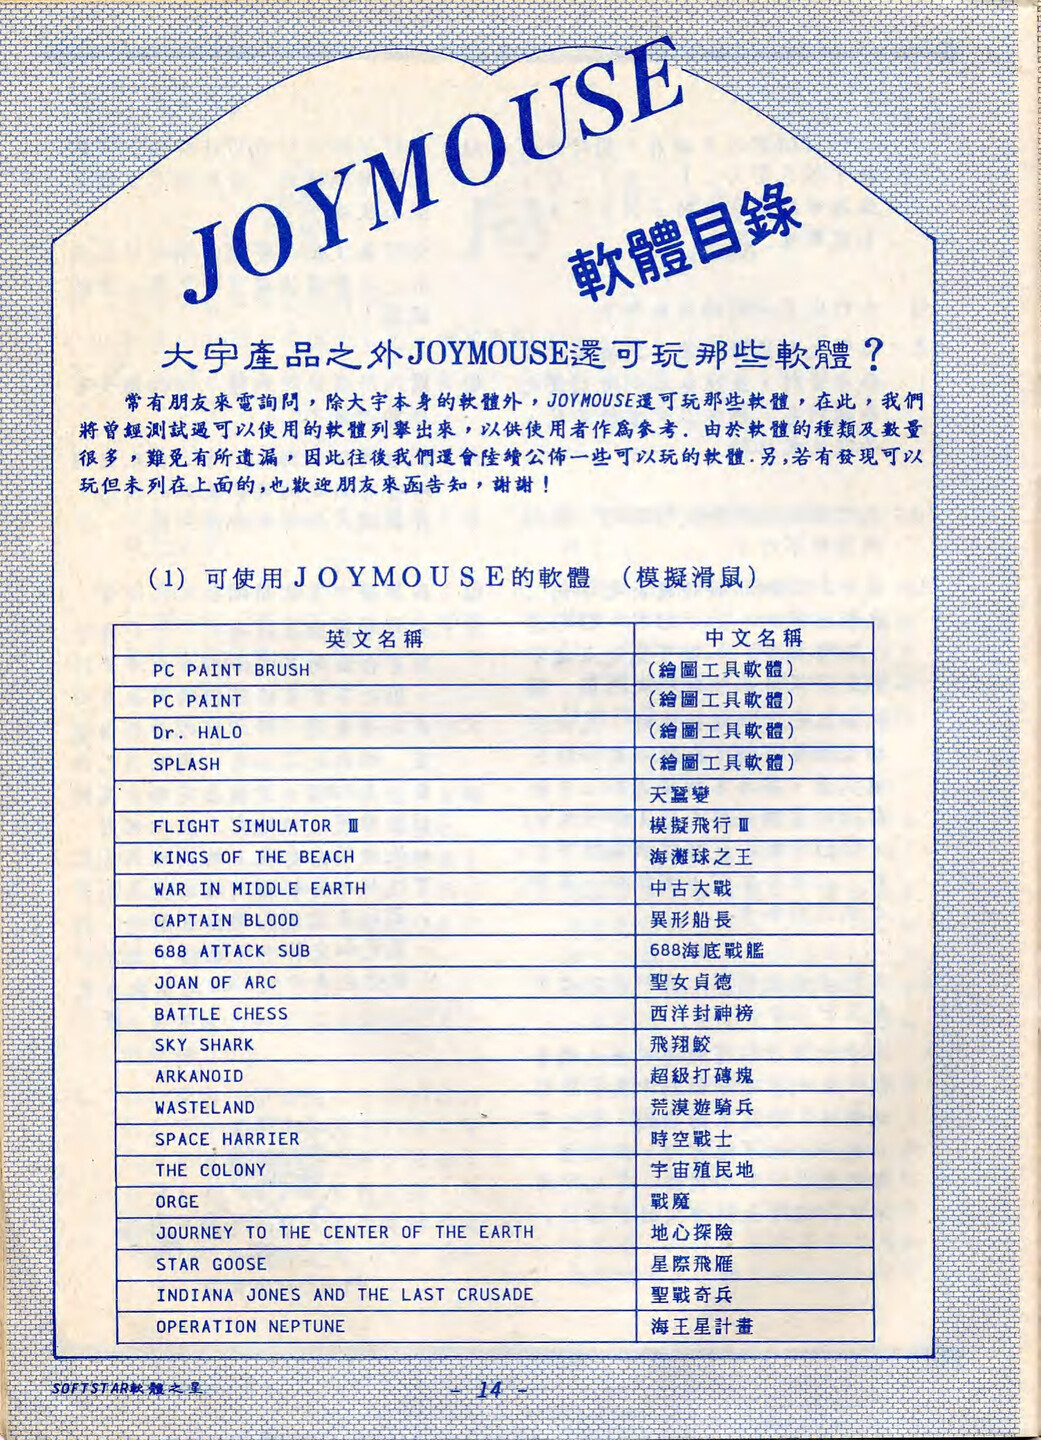 JOYMOUSE
軟體目錄
大宇產品之外JOYMOUSE還可玩那些軟體？
常有朋友來電詢問，除大宇本身的軟體外，JOYMOUSE還可玩那些軟體，在此，我們
將曾經測試過可以使用的軟體列舉出來，以供使用者作為參考．由於軟體的種類及數量
很多，難免有所遺漏，因此往後我們還會陸續公佈一些可以玩的軟體．另,若有發現可以
玩但未列在上面的,也歡迎朋友來函告知，謝謝！
(1) 可使用JOYMOUSE的軟體 (模擬滑鼠)
英文名稱 中文名稱
PC PAINT BRUSH (繪圖工具軟體)
PC PAINT (繪圖工具軟體)
Dr. HALO (繪圖工具軟體)
SPLASH (繪圖工具軟體)
天蠶變
FLIGHT SIMULATOR Ⅲ 模擬飛行Ⅲ
KINGS OF THE BEACH 海灘球之王
WAR IN MIDDLE EARTH 中古大戰
CAPTAIN BLOOD 異形船長
688 ATTACK SUB 688海底戰艦
JOAN OF ARC 聖女貞德
BATTLE CHESS 西洋封神榜
SKY SHARK 飛翔鮫
ARKANOID 超級打磚塊
WASTELAND 荒漠遊騎兵
SPACE HARRIER 時空戰士
THE COLONY 宇宙殖民地
ORGE 戰魔
JOURNEY TO THE CENTER OF THE EARTH 地心探險
STAR GOOSE 星際飛雁
INDIANA JONES AND THE LAST CRUSADE 聖戰奇兵
OPERATION NEPTUNE 海王星計畫
SOFTSTAR軟體之星
- 14 -